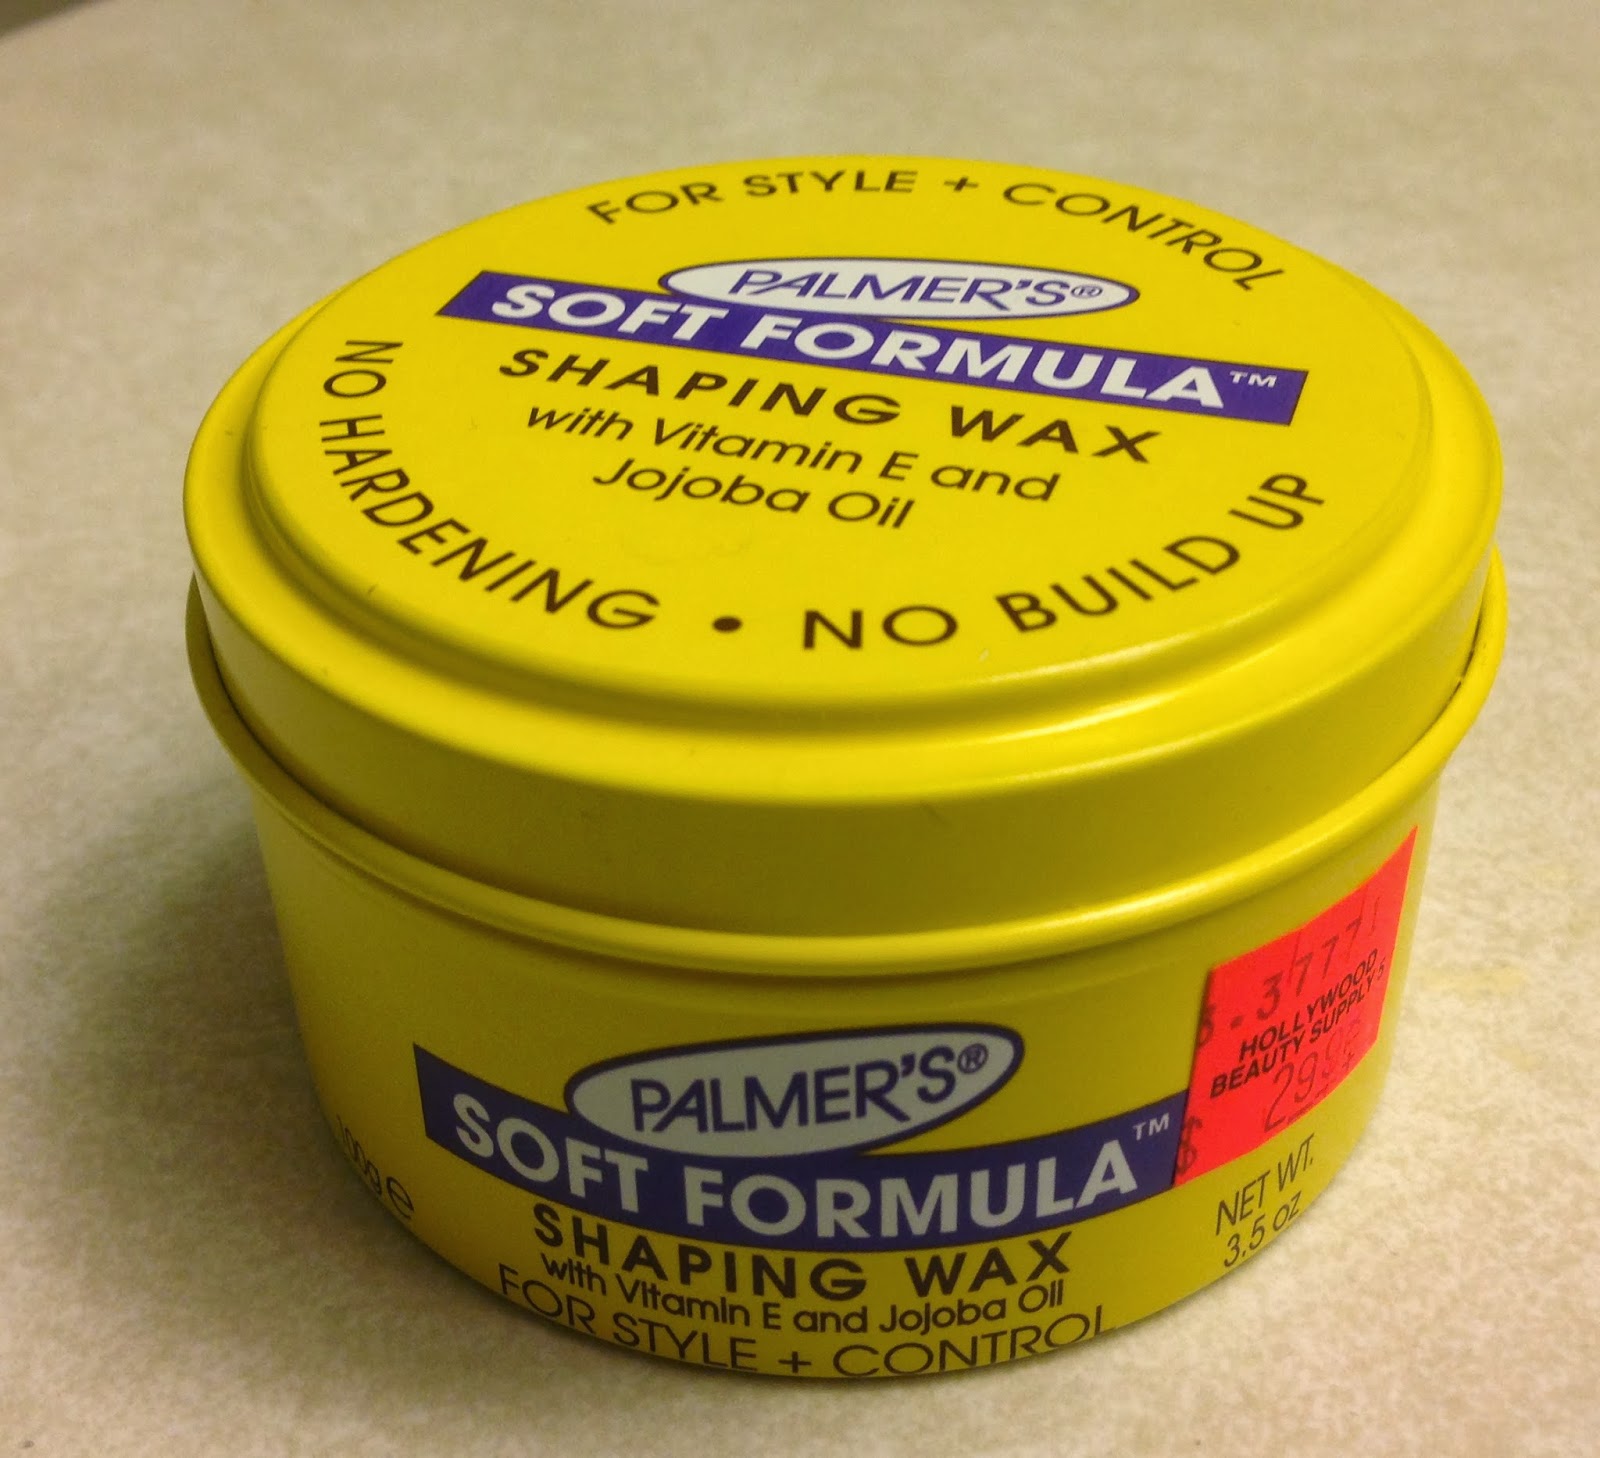 FOR STYLE + CONTROL
PALMER'S®
SOFT FORMULA™
SHAPING WAX
with Vitamin E and
Jojoba Oil
NO HARDENING • NO BUILD UP
PALMER'S®
SOFT FORMULA™
SHAPING WAX
with Vitamin E and Jojoba Oil
FOR STYLE + CONTROL
100g e
HOLLYWOOD
BEAUTY SUPPLY 5
$
NET WT.
3.5 oz